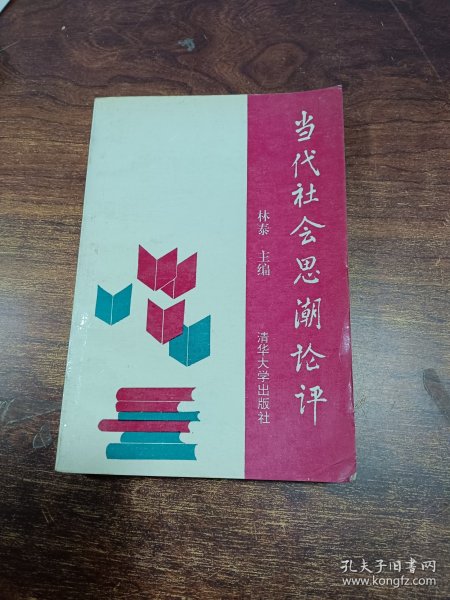 当代社会思潮论评
林泰 主编
清华大学出版社
孔夫子旧书网
www.kongfz.com